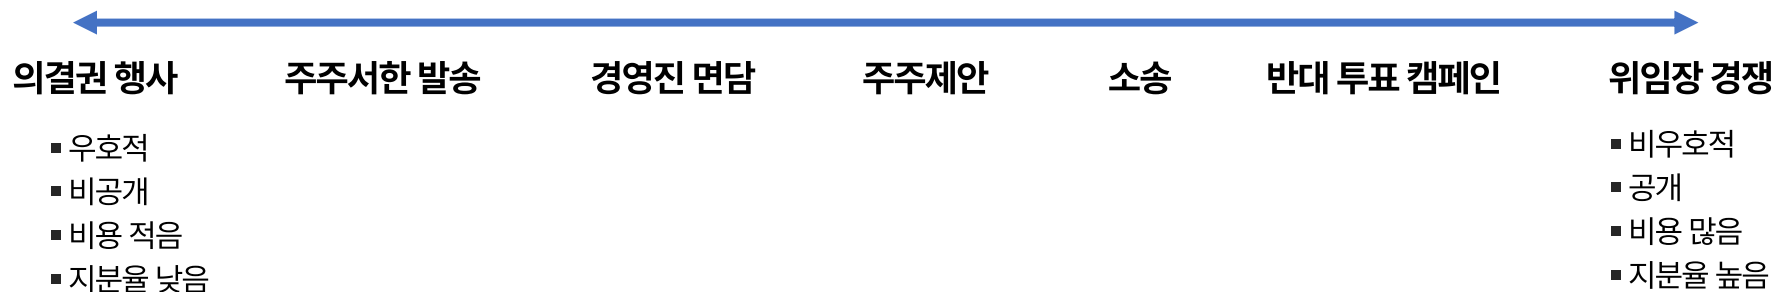 의결권 행사 주주서한 발송 경영진 면담 주주제안 소송 반대 투표 캠페인 위임장 경쟁
▪ 우호적
▪ 비공개
▪ 비용 적음
▪ 지분율 낮음
▪ 비우호적
▪ 공개
▪ 비용 많음
▪ 지분율 높음